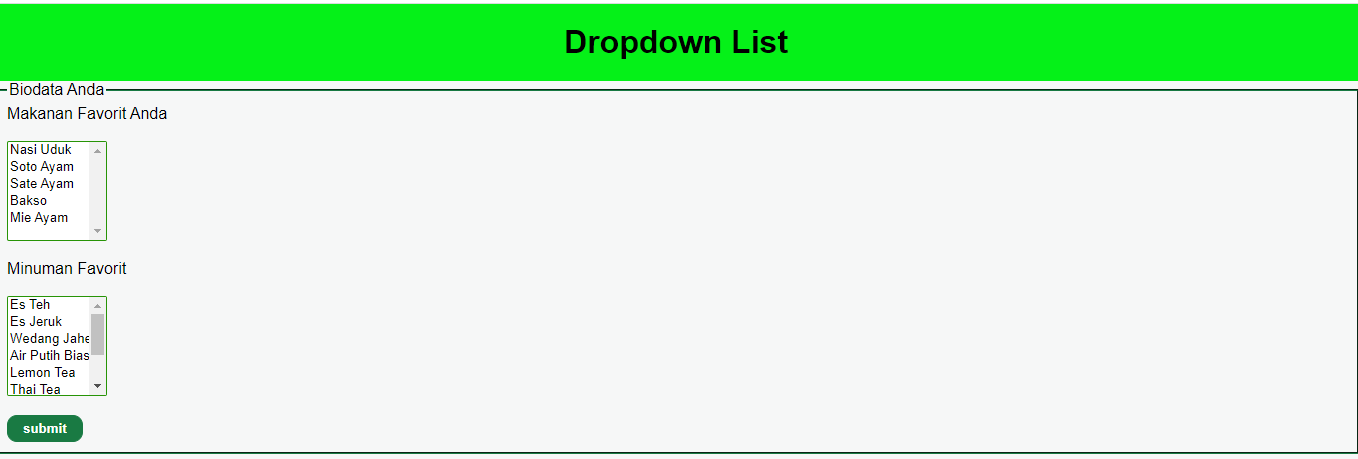 Dropdown List
Biodata Anda
Makanan Favorit Anda
Nasi Uduk
Soto Ayam
Sate Ayam
Bakso
Mie Ayam
Minuman Favorit
Es Teh
Es Jeruk
Wedang Jahe
Air Putih Bias
Lemon Tea
Thai Tea
submit